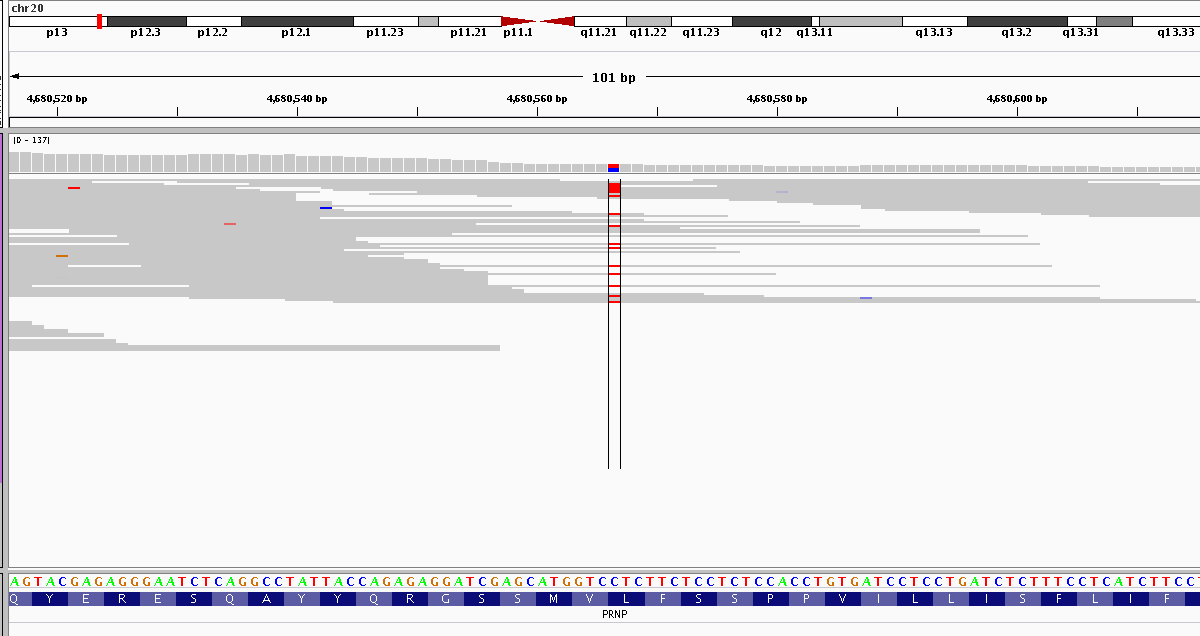 chr20
p13 p12.3 p12.2 p12.1 p11.23 p11.21 p11.1 q11.21 q11.22 q11.23 q12 q13.11 q13.13 q13.2 q13.31 q13.33
101 bp
4,680,520 bp 4,680,540 bp 4,680,560 bp 4,680,580 bp 4,680,600 bp
[0 - 137]
A G T A C G A G A G G G A A T C T C A G G C C T A T T A C C A G A G A G G A T C G A G C A T G G T C C T C T T C T C C T C T C C A C C T G T G A T C C T C C T G A T C T C T T T C C T C A T C T T C C
Q Y E R E S Q A Y Y Q R G S S M V L F S S P P V I L L I S F L I F
PRNP